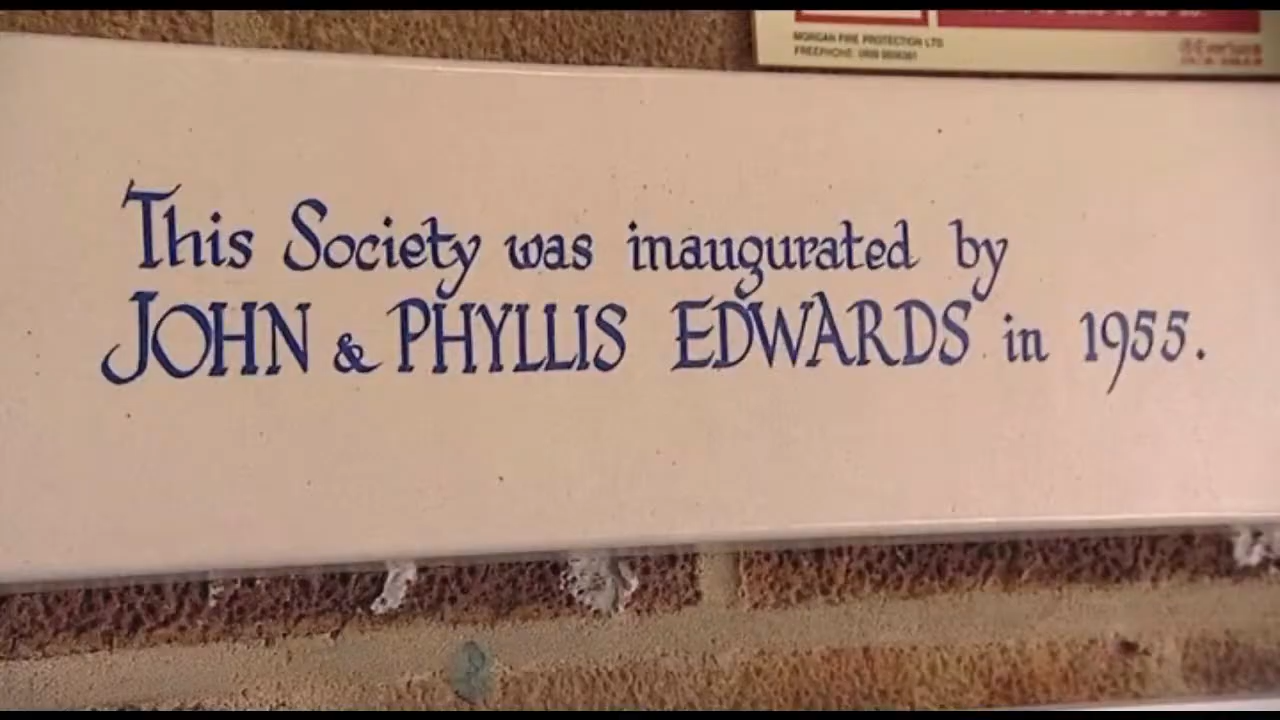 MORGAN FIRE PROTECTION LTD
This Society was inaugurated by
JOHN & PHYLLIS EDWARDS in 1955.